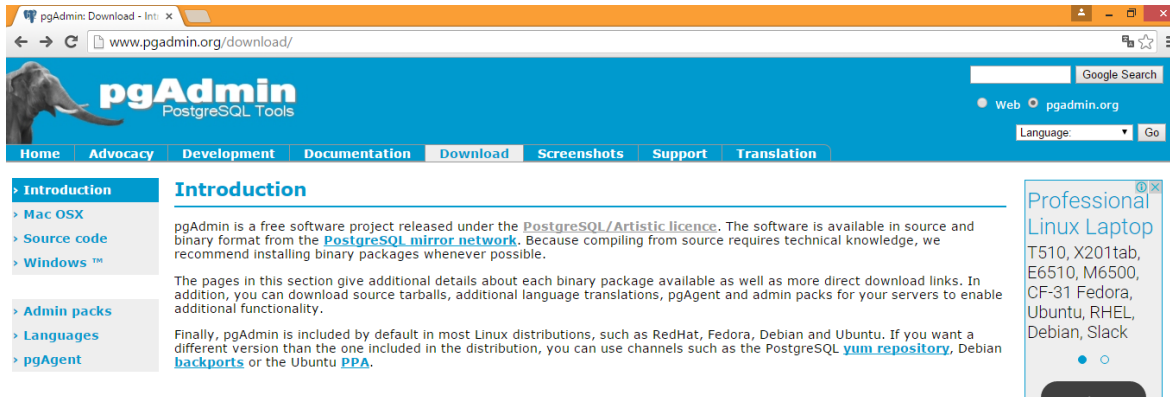 pgAdmin: Download - Int
www.pgadmin.org/download/
pgAdmin
PostgreSQL Tools
Google Search
Web pgadmin.org
Language: Go
Home Advocacy Development Documentation Download Screenshots Support Translation
› Introduction
› Mac OSX
› Source code
› Windows ™
› Admin packs
› Languages
› pgAgent
Introduction
pgAdmin is a free software project released under the PostgreSQL/Artistic licence. The software is available in source and
binary format from the PostgreSQL mirror network. Because compiling from source requires technical knowledge, we
recommend installing binary packages whenever possible.
The pages in this section give additional details about each binary package available as well as more direct download links. In
addition, you can download source tarballs, additional language translations, pgAgent and admin packs for your servers to enable
additional functionality.
Finally, pgAdmin is included by default in most Linux distributions, such as RedHat, Fedora, Debian and Ubuntu. If you want a
different version than the one included in the distribution, you can use channels such as the PostgreSQL yum repository, Debian
backports or the Ubuntu PPA.
Professional
Linux Laptop
T510, X201tab,
E6510, M6500,
CF-31 Fedora,
Ubuntu, RHEL,
Debian, Slack